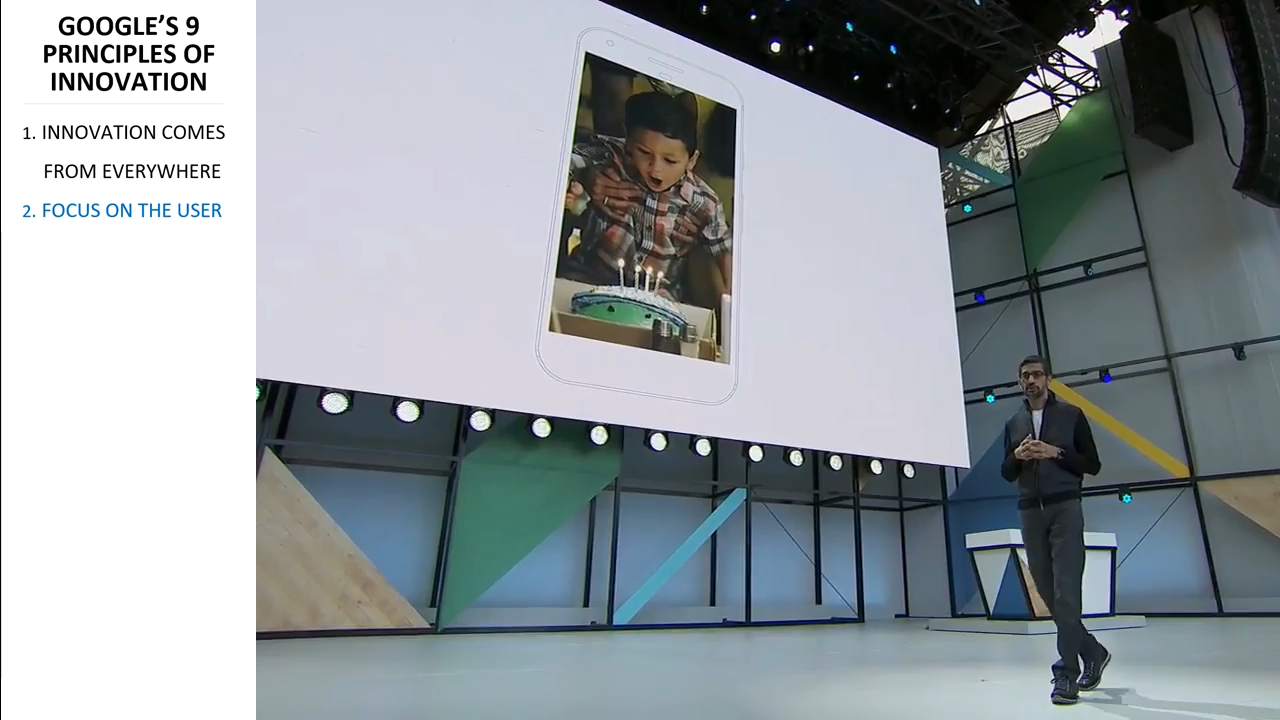 GOOGLE’S 9
PRINCIPLES OF
INNOVATION
1. INNOVATION COMES
FROM EVERYWHERE
2. FOCUS ON THE USER